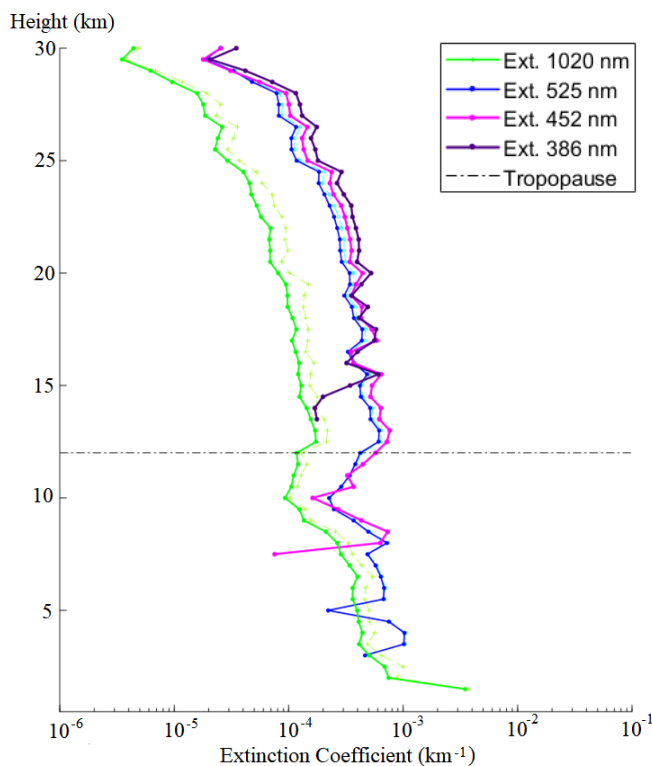 Height (km)
30
25
20
15
10
5
Ext. 1020 nm
Ext. 525 nm
Ext. 452 nm
Ext. 386 nm
Tropopause
10-6 10-5 10-4 10-3 10-2 10-1
Extinction Coefficient (km-1)